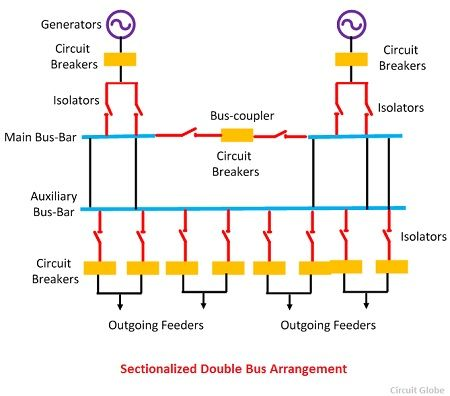 Generators
Circuit
Breakers
Circuit
Breakers
Isolators
Bus-coupler
Isolators
Main Bus-Bar
Circuit
Breakers
Auxiliary
Bus-Bar
Isolators
Circuit
Breakers
Outgoing Feeders
Outgoing Feeders
Sectionalized Double Bus Arrangement
Circuit Globe